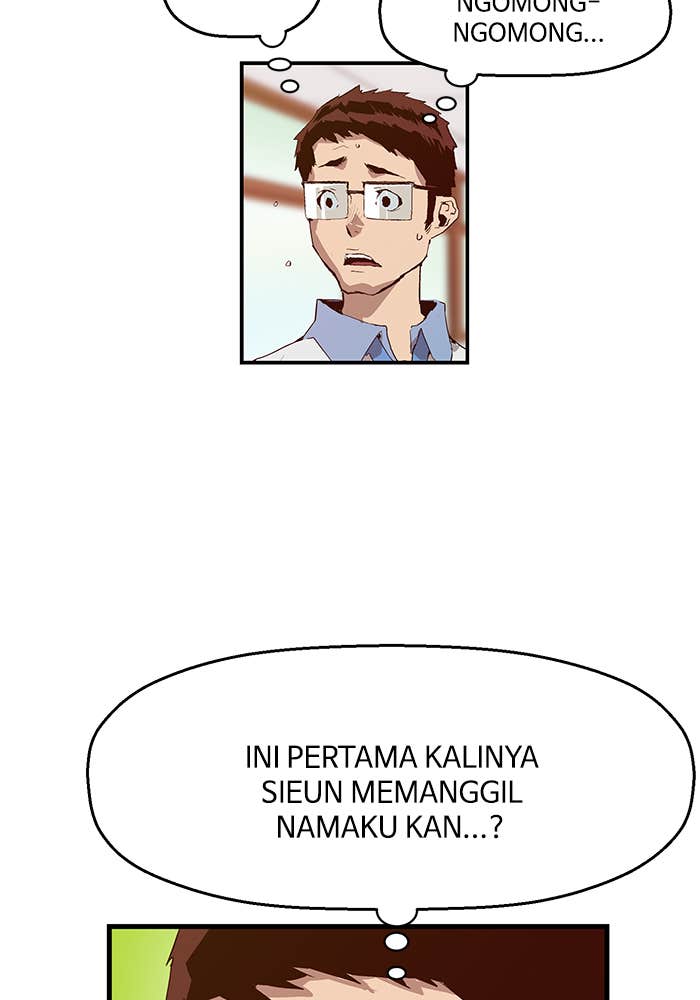 NGOMONG-
NGOMONG...
INI PERTAMA KALINYA
SIEUN MEMANGGIL
NAMAKU KAN...?